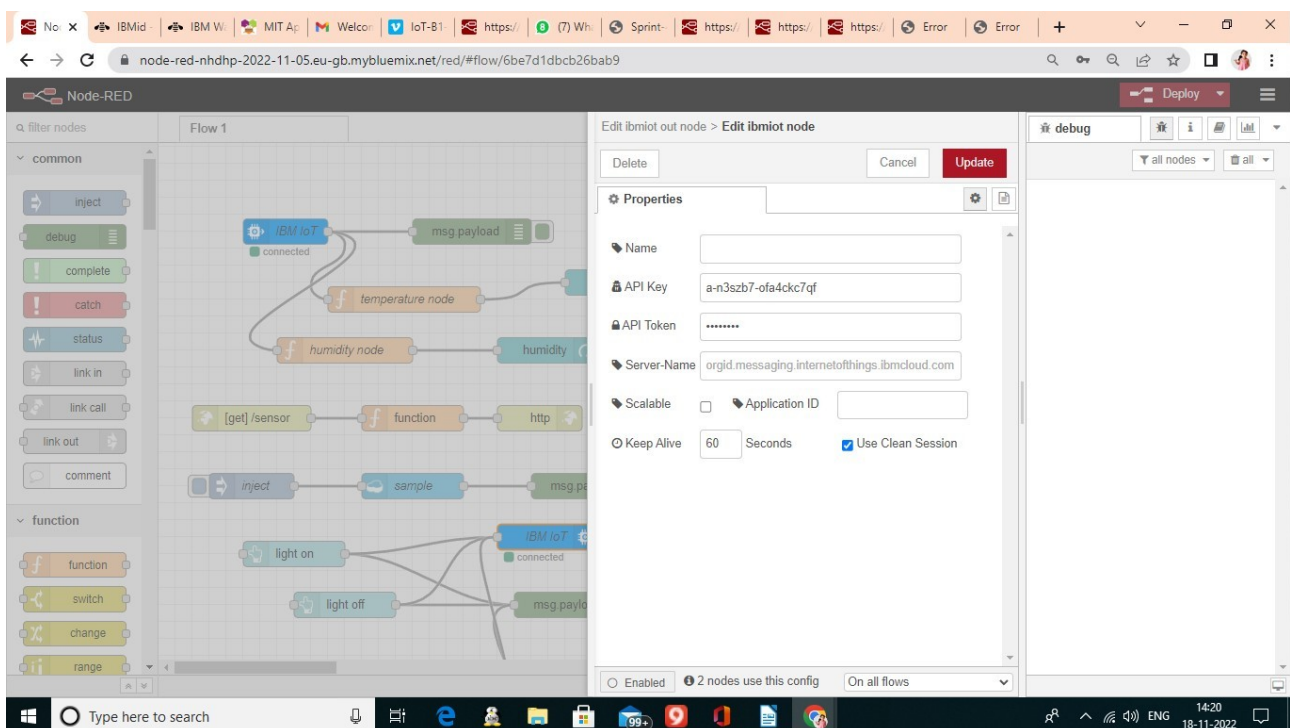 No
IBMid -
IBM W
MIT Ap
Welcon
IoT-B1-
https://
(7) Wh
Sprint-
https://
https://
https://
Error
Error
node-red-nhdhp-2022-11-05.eu-gb.mybluemix.net/red/#flow/6be7d1dbcb26bab9
Node-RED
Deploy
filter nodes
Flow 1
Edit ibmiot out node > Edit ibmiot node
debug
i
common
Delete
Cancel
Update
all nodes
all
Properties
inject
debug
complete
catch
status
link in
link call
link out
comment
function
function
switch
change
range
IBM IoT
connected
msg.payload
temperature node
humidity node
humidity
[get] /sensor
function
http
inject
sample
msg.pa
IBM IoT
connected
light on
light off
msg.paylo
Name
API Key
a-n3szb7-ofa4ckc7qf
API Token
••••••••
Server-Name
orgid.messaging.internetofthings.ibmcloud.com
Scalable
Application ID
Keep Alive
60
Seconds
Use Clean Session
Enabled
2 nodes use this config
On all flows
Type here to search
99+
ENG
14:20
18-11-2022